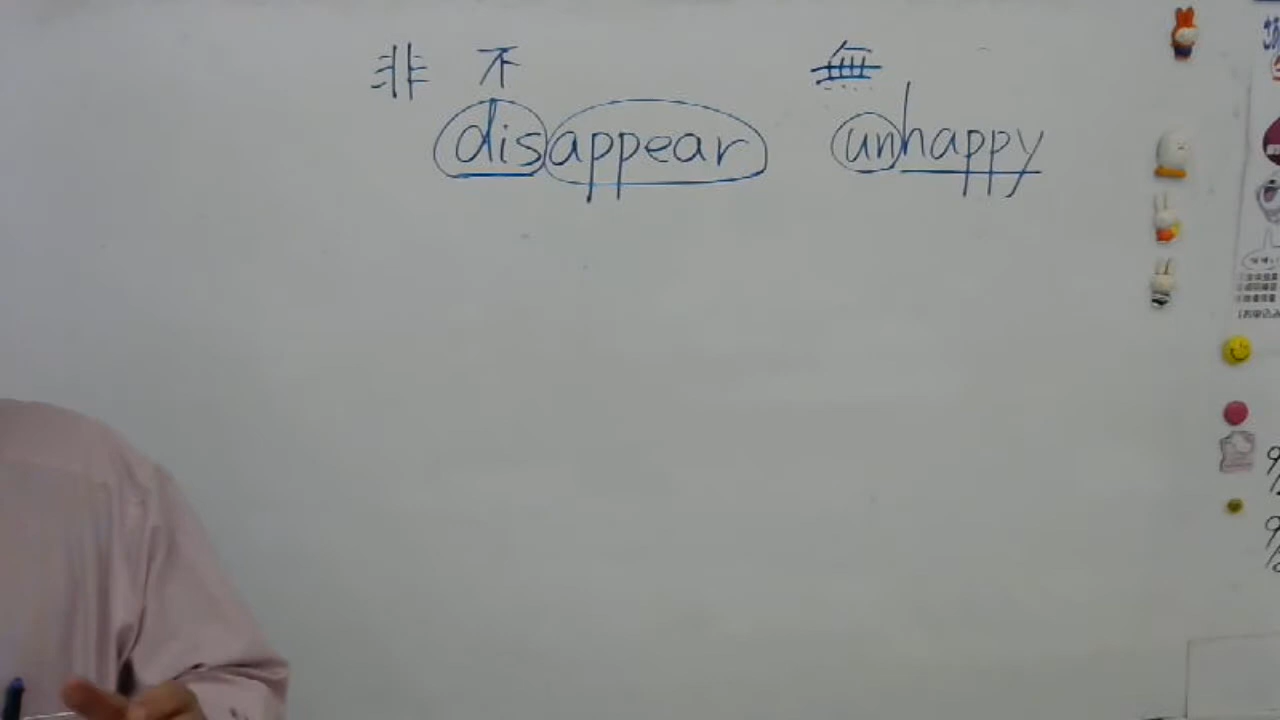 非 不 無
disappear unhappy